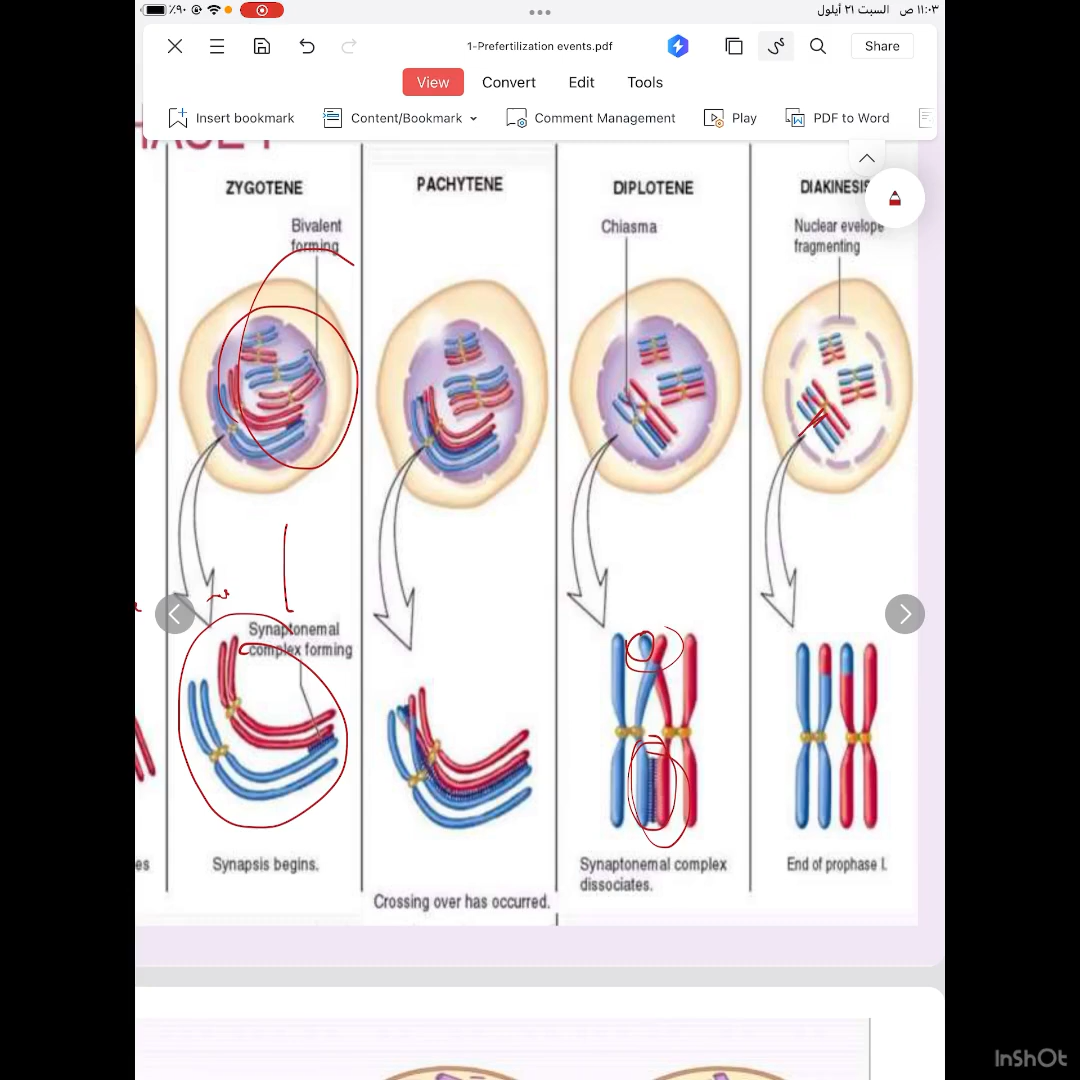 ١١:٠٣ ص السبت ٢١ أيلول
٪٩٠
1-Prefertilization events.pdf
Share
View Convert Edit Tools
Insert bookmark Content/Bookmark Comment Management Play PDF to Word
ZYGOTENE
PACHYTENE
DIPLOTENE
DIAKINESIS
Bivalent
forming
Chiasma
Nuclear evelope
fragmenting
Synaptonemal
complex forming
es
Synapsis begins.
Crossing over has occurred.
Synaptonemal complex
dissociates.
End of prophase I.
InShOt